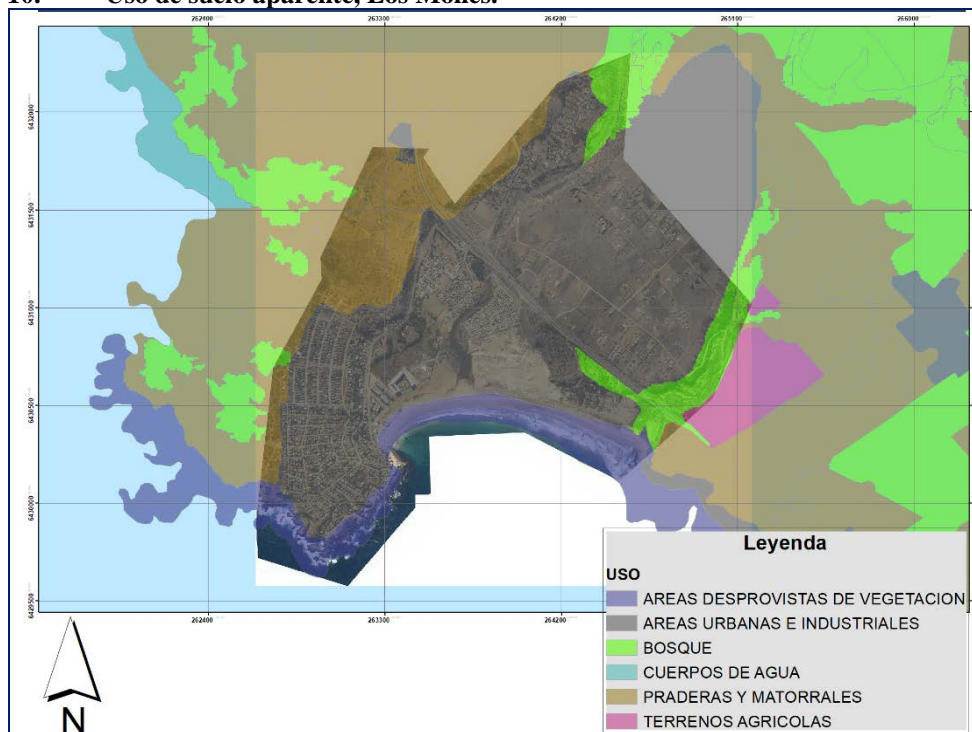 10. Uso de suelo aparente, Los Molles.
262400 263300 264200 265100 266000
6432000
6431500
6431000
6430500
6430000
6429500
Leyenda
USO
AREAS DESPROVISTAS DE VEGETACION
AREAS URBANAS E INDUSTRIALES
BOSQUE
CUERPOS DE AGUA
PRADERAS Y MATORRALES
TERRENOS AGRICOLAS
N